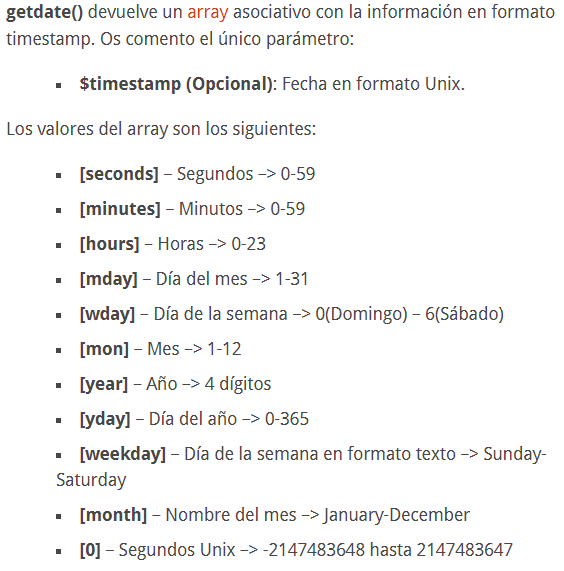 getdate() devuelve un array asociativo con la información en formato
timestamp. Os comento el único parámetro:
▪ $timestamp (Opcional): Fecha en formato Unix.
Los valores del array son los siguientes:
▪ [seconds] – Segundos –> 0-59
▪ [minutes] – Minutos –> 0-59
▪ [hours] – Horas –> 0-23
▪ [mday] – Día del mes –> 1-31
▪ [wday] – Día de la semana –> 0(Domingo) – 6(Sábado)
▪ [mon] – Mes –> 1-12
▪ [year] – Año –> 4 dígitos
▪ [yday] – Día del año –> 0-365
▪ [weekday] – Día de la semana en formato texto –> Sunday-
Saturday
▪ [month] – Nombre del mes –> January-December
▪ [0] – Segundos Unix –> -2147483648 hasta 2147483647